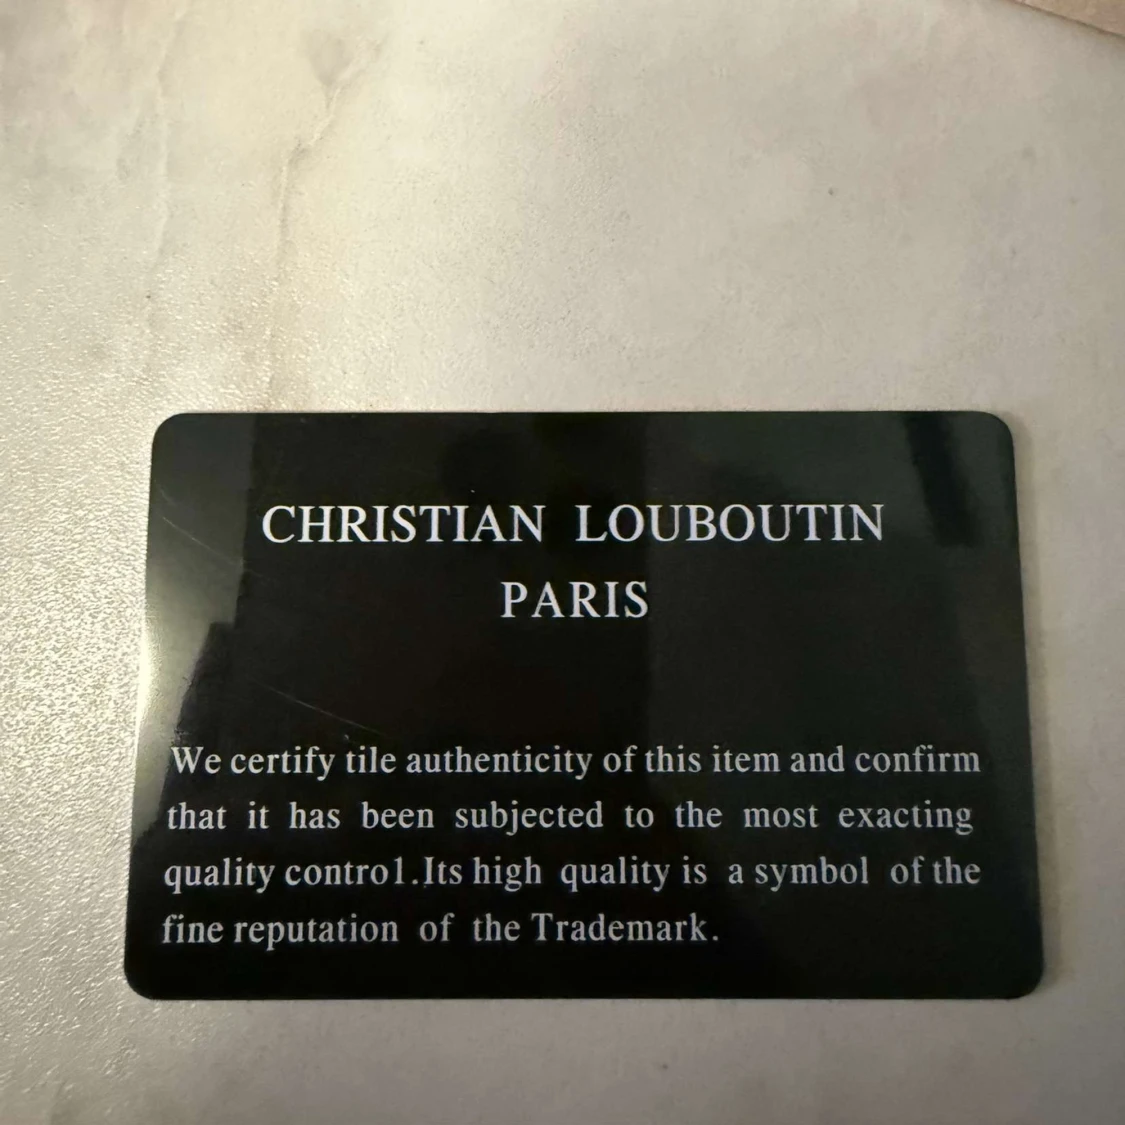 CHRISTIAN LOUBOUTIN
PARIS
We certify tile authenticity of this item and confirm
that it has been subjected to the most exacting
quality contro1.Its high quality is a symbol of the
fine reputation of the Trademark.